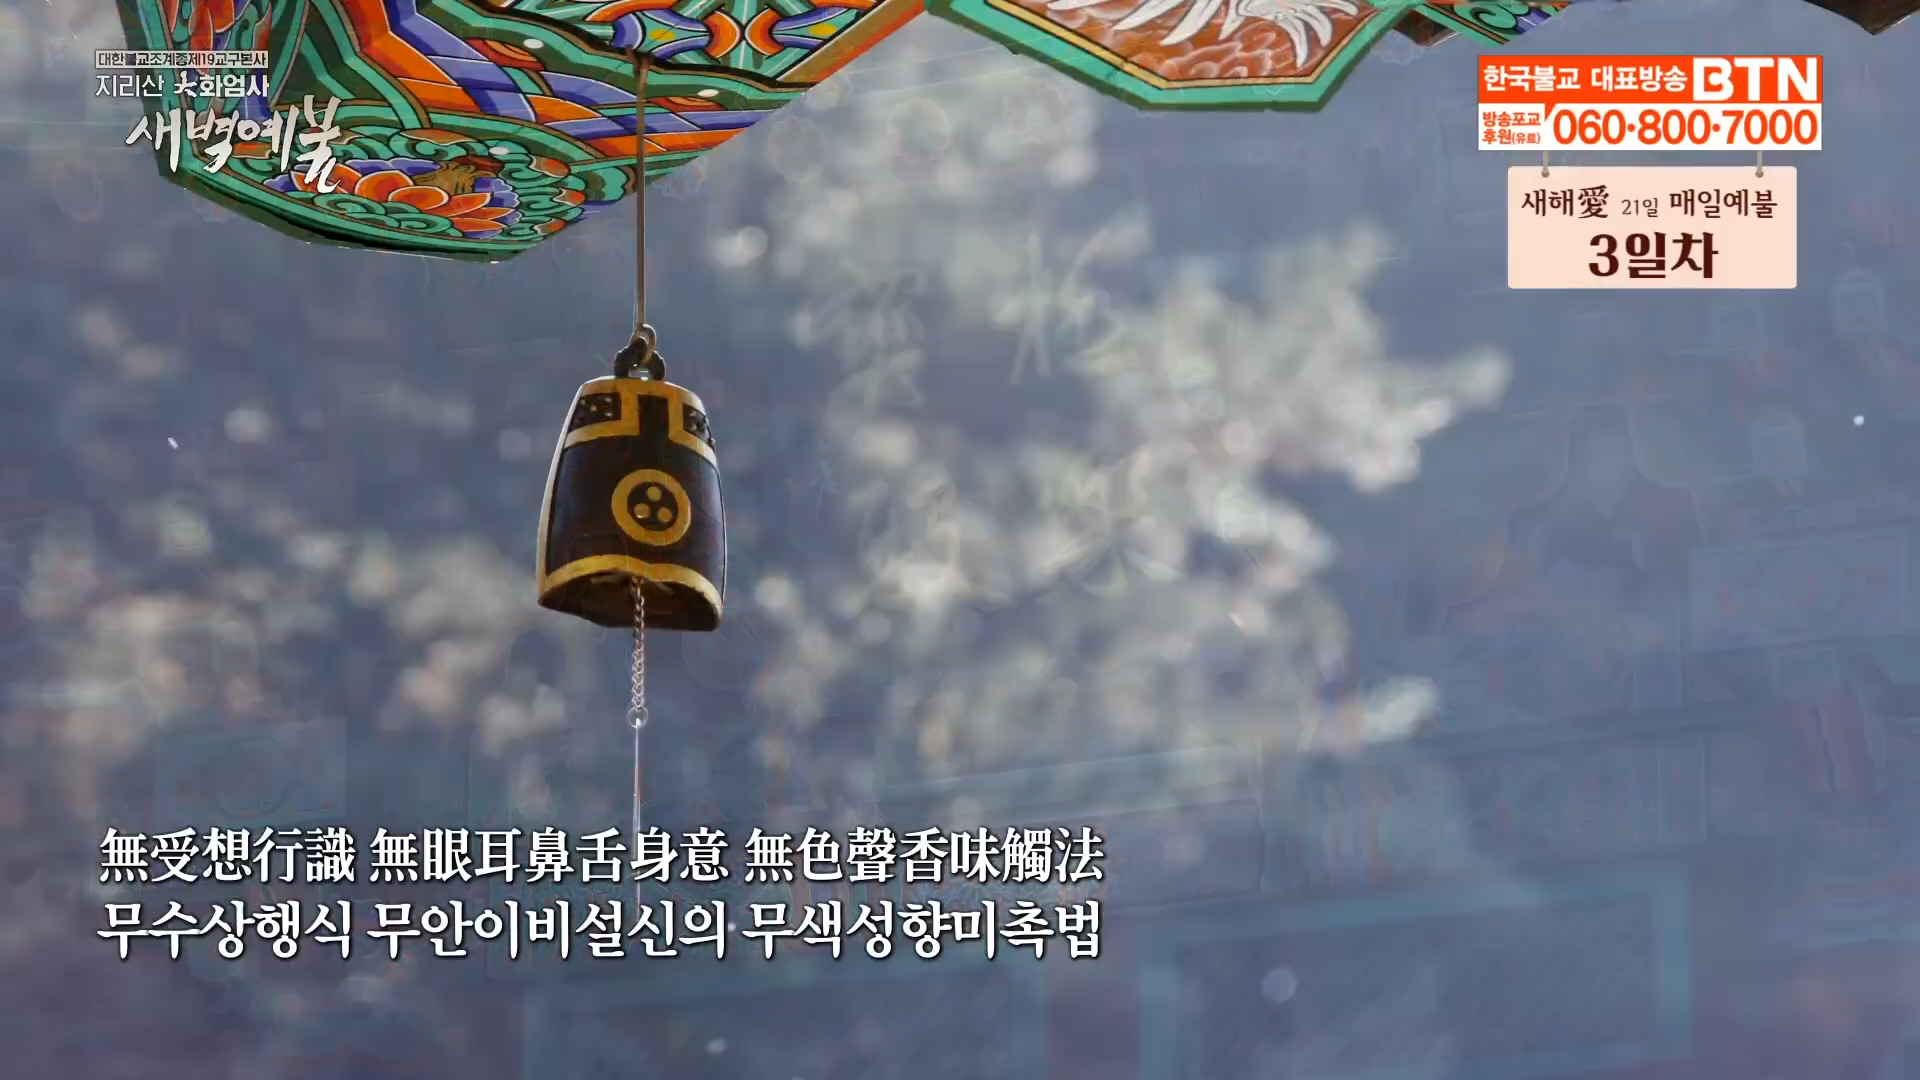 대한불교조계종제19교구본사
지리산 大화엄사
새벽예불
한국불교 대표방송 BTN
방송포교
후원(유료) 060·800·7000
새해愛 21일 매일예불
3일차
無受想行識 無眼耳鼻舌身意 無色聲香味觸法
무수상행식 무안이비설신의 무색성향미촉법